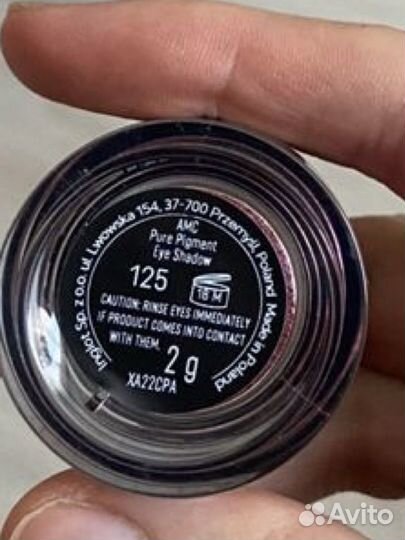 Inglot Sp. z o.o. ul. Lwowska 154, 37-700 Przemyśl, Poland Made in Poland
AMC
Pure Pigment
Eye Shadow
125
18 M
CAUTION: RINSE EYES IMMEDIATELY
IF PRODUCT COMES INTO CONTACT
WITH THEM.
2 g
XA22CPA
Avito